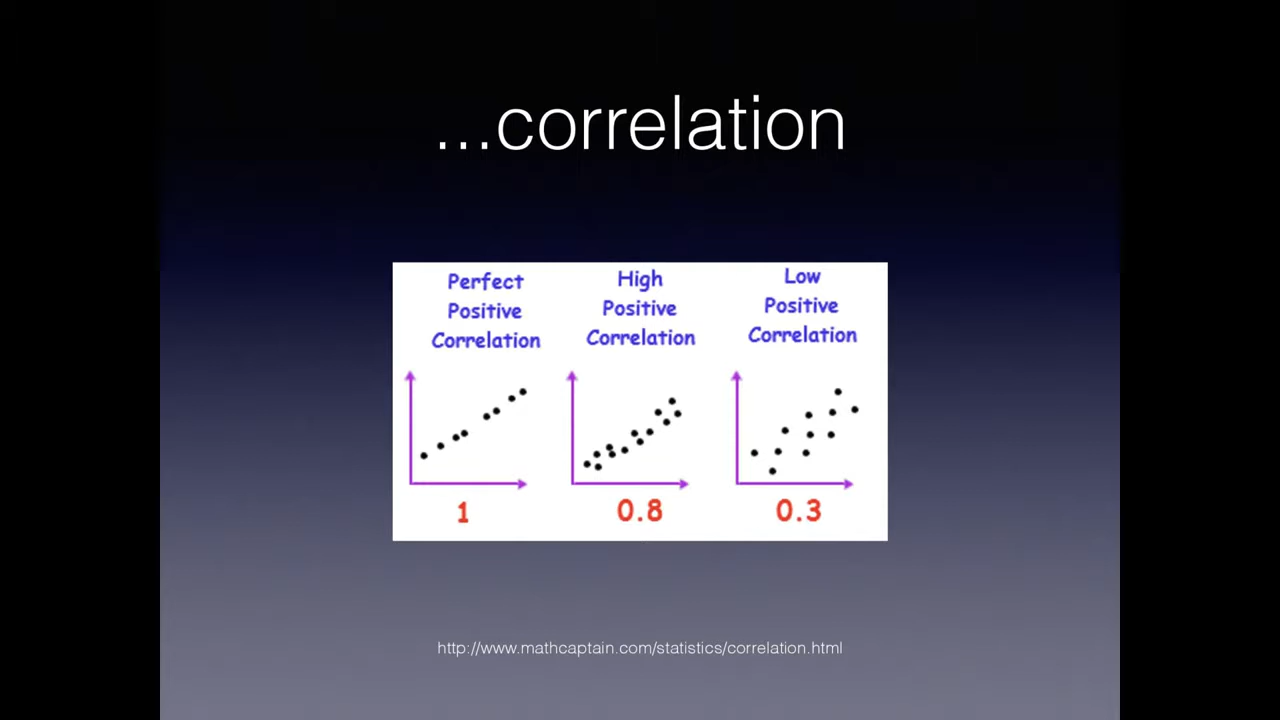 ...correlation
Perfect
Positive
Correlation
High
Positive
Correlation
Low
Positive
Correlation
1
0.8
0.3
http://www.mathcaptain.com/statistics/correlation.html